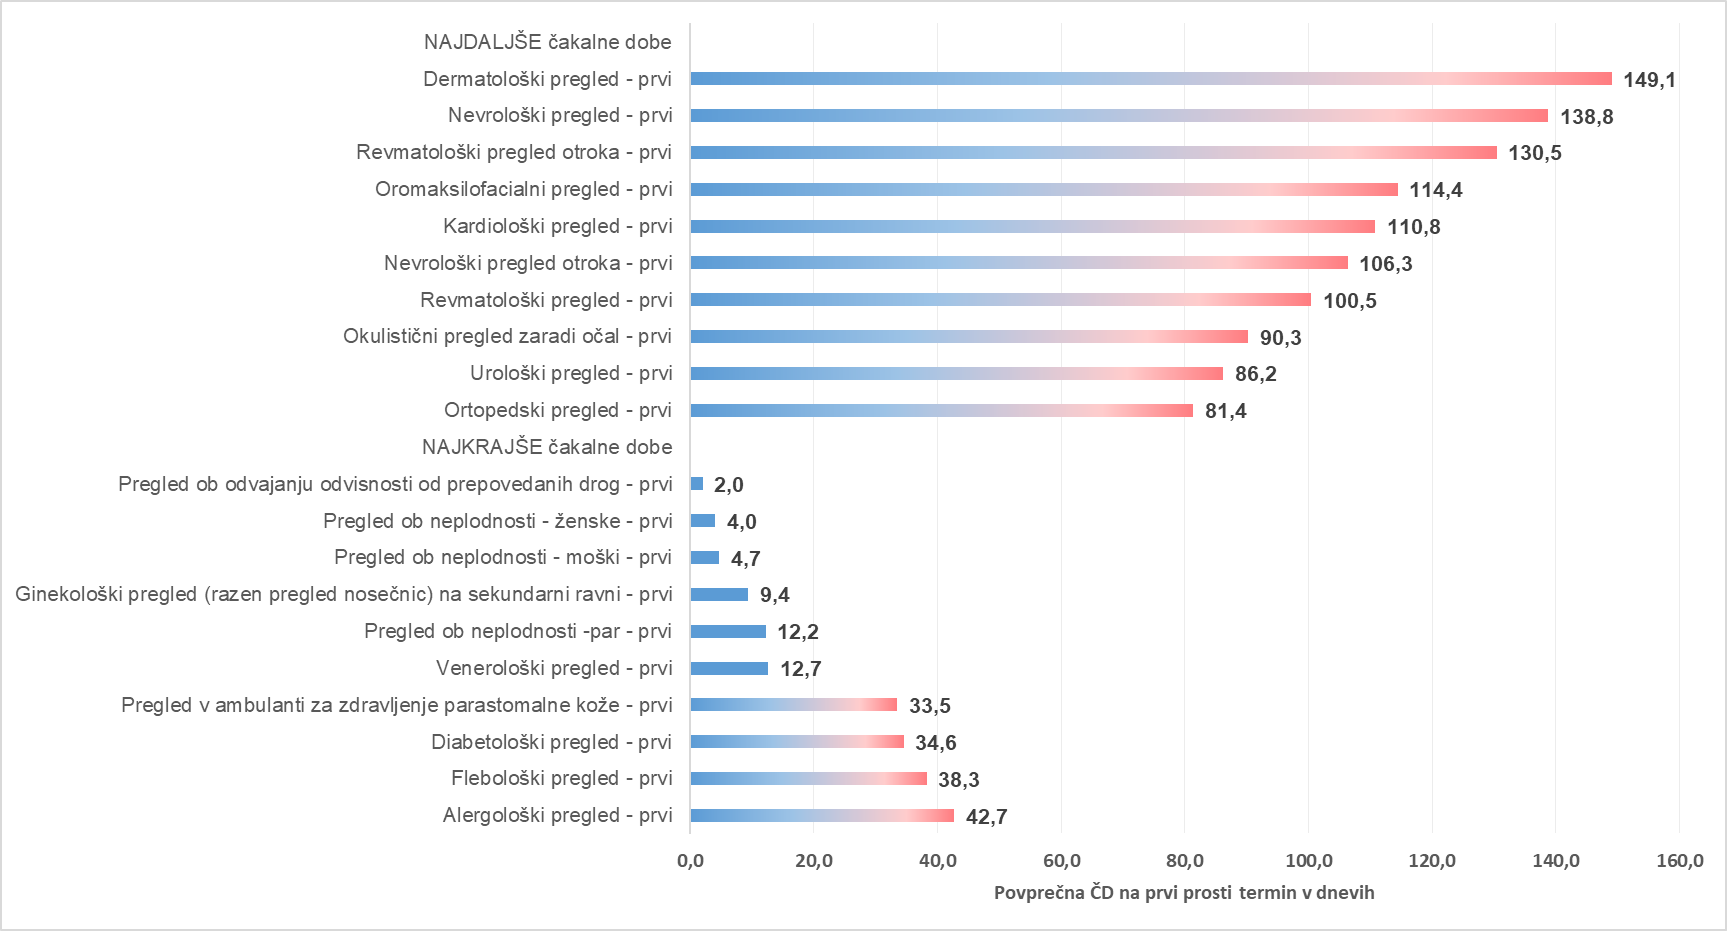 NAJDALJŠE čakalne dobe
Dermatološki pregled - prvi 149,1
Nevrološki pregled - prvi 138,8
Revmatološki pregled otroka - prvi 130,5
Oromaksilofacialni pregled - prvi 114,4
Kardiološki pregled - prvi 110,8
Nevrološki pregled otroka - prvi 106,3
Revmatološki pregled - prvi 100,5
Okulistični pregled zaradi očal - prvi 90,3
Urološki pregled - prvi 86,2
Ortopedski pregled - prvi 81,4
NAJKRAJŠE čakalne dobe
Pregled ob odvajanju odvisnosti od prepovedanih drog - prvi 2,0
Pregled ob neplodnosti - ženske - prvi 4,0
Pregled ob neplodnosti - moški - prvi 4,7
Ginekološki pregled (razen pregled nosečnic) na sekundarni ravni - prvi 9,4
Pregled ob neplodnosti -par - prvi 12,2
Venerološki pregled - prvi 12,7
Pregled v ambulanti za zdravljenje parastomalne kože - prvi 33,5
Diabetološki pregled - prvi 34,6
Flebološki pregled - prvi 38,3
Alergološki pregled - prvi 42,7
0,0 20,0 40,0 60,0 80,0 100,0 120,0 140,0 160,0
Povprečna ČD na prvi prosti termin v dnevih